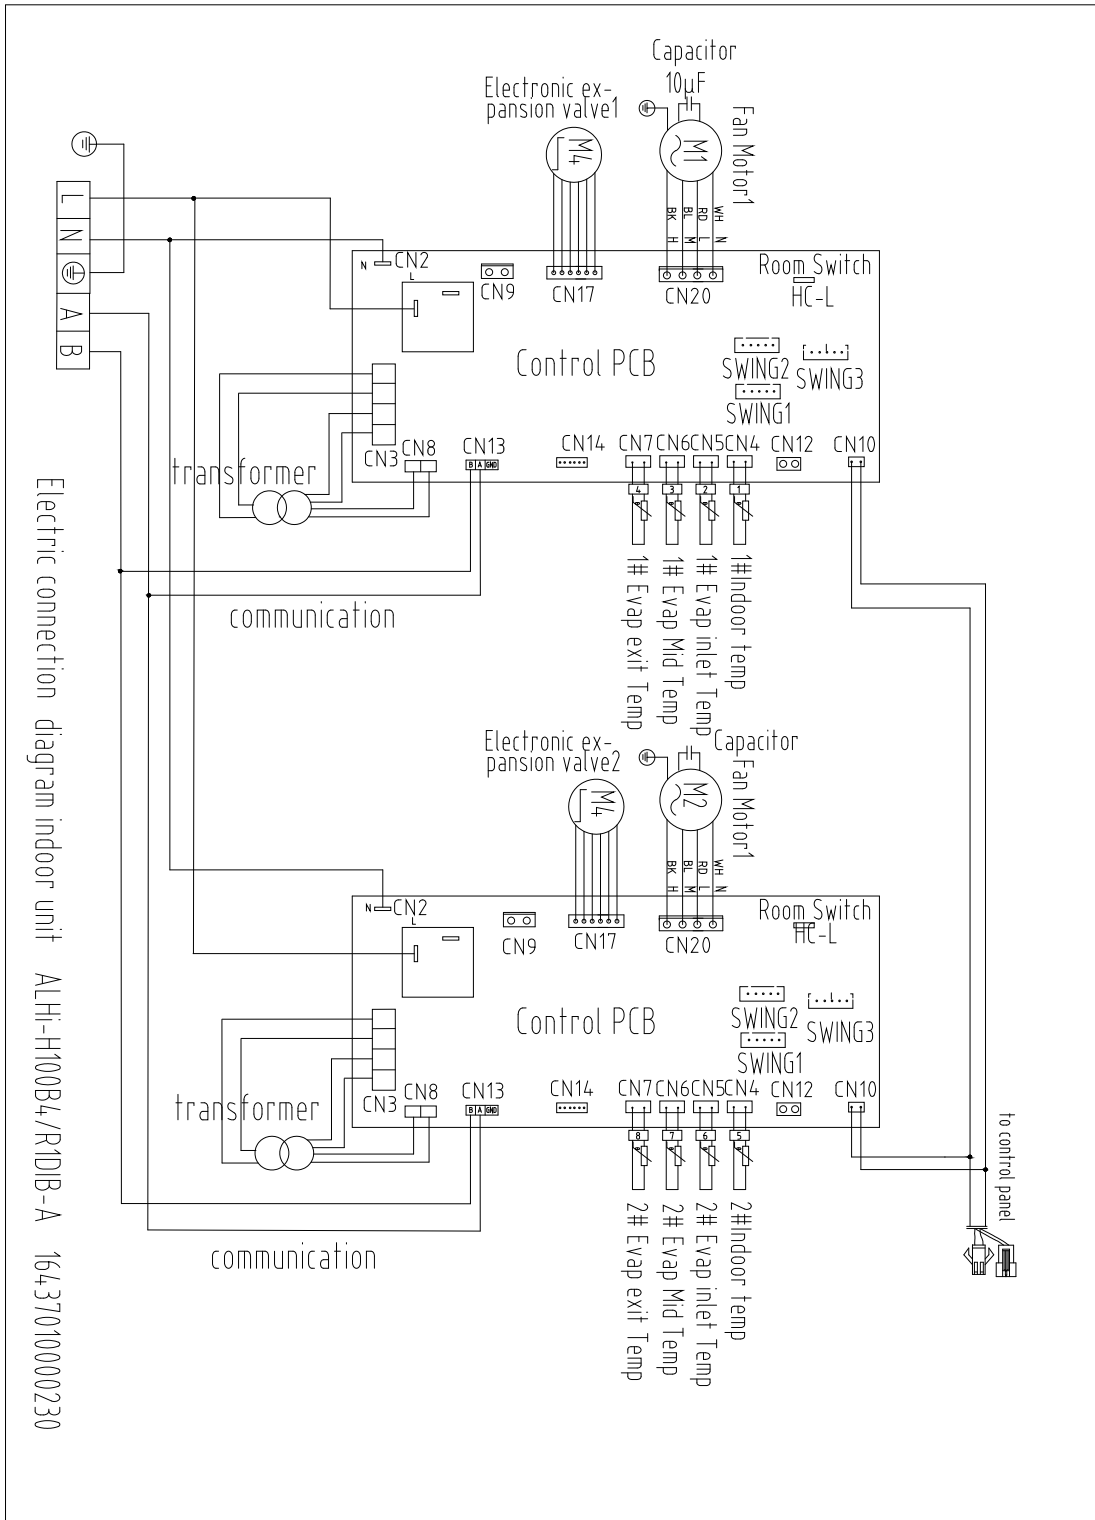 Capacitor
10µF
Electronic ex-
pansion valve1
M4
M1
Fan Motor1
BK H
BL M
RD L
WH N
L
N
A
B
N
CN2
L
CN9
CN17
CN20
Room Switch
HC-L
Control PCB
SWING2
SWING3
SWING1
CN3
CN8
CN13
B A GND
CN14
CN7
CN6
CN5
CN4
CN12
CN10
transformer
4
3
2
1
1# Evap exit Temp
1# Evap Mid Temp
1# Evap inlet Temp
1#Indoor temp
communication
Electronic ex-
pansion valve2
Capacitor
M4
M2
Fan Motor1
BK H
BL M
RD L
WH N
N
CN2
L
CN9
CN17
CN20
Room Switch
HC-L
Control PCB
SWING2
SWING3
SWING1
CN3
CN8
CN13
B A GND
CN14
CN7
CN6
CN5
CN4
CN12
CN10
transformer
8
7
6
5
2# Evap exit Temp
2# Evap Mid Temp
2# Evap inlet Temp
2#Indoor temp
communication
to control panel
Electric connection diagram indoor unit ALHi-H100B4/R1DIB-A 16437010000230